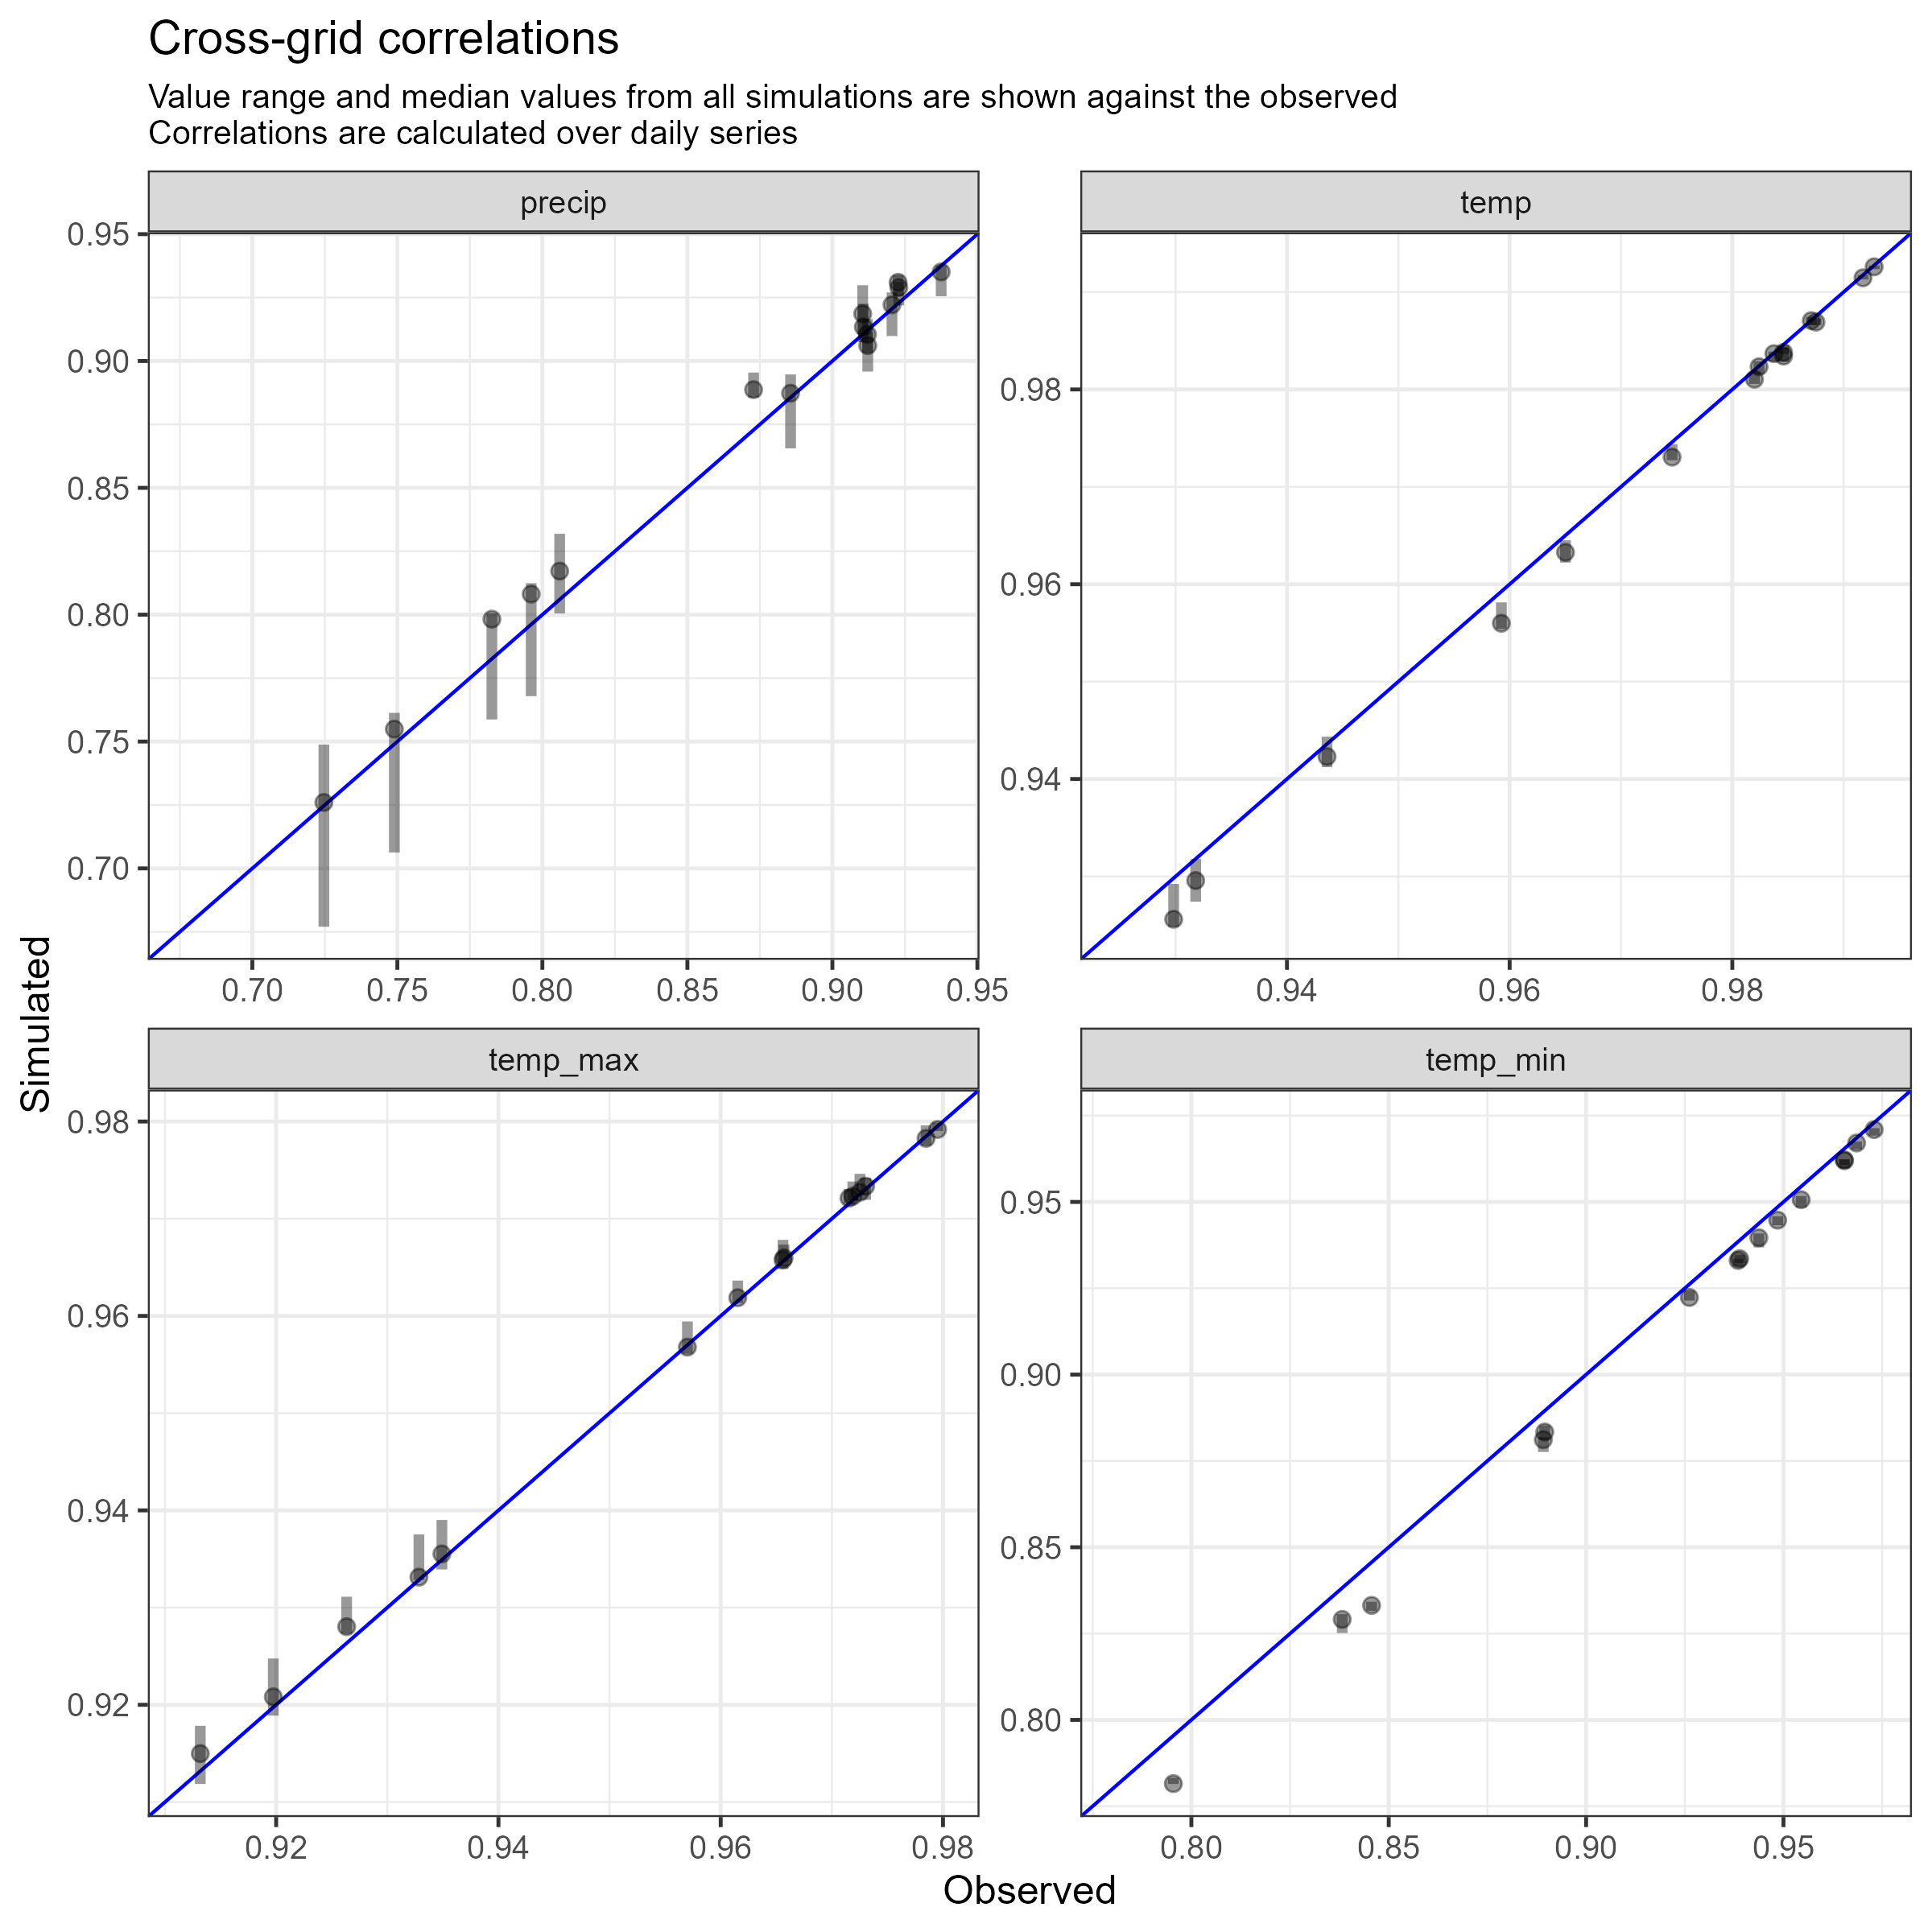 Cross-grid correlations
Value range and median values from all simulations are shown against the observed
Correlations are calculated over daily series
precip
0.95
0.90
0.85
0.80
0.75
0.70
0.70 0.75 0.80 0.85 0.90 0.95
temp
0.98
0.96
0.94
0.94 0.96 0.98
Simulated
temp_max
0.98
0.96
0.94
0.92
0.92 0.94 0.96 0.98
temp_min
0.95
0.90
0.85
0.80
0.80 0.85 0.90 0.95
Observed